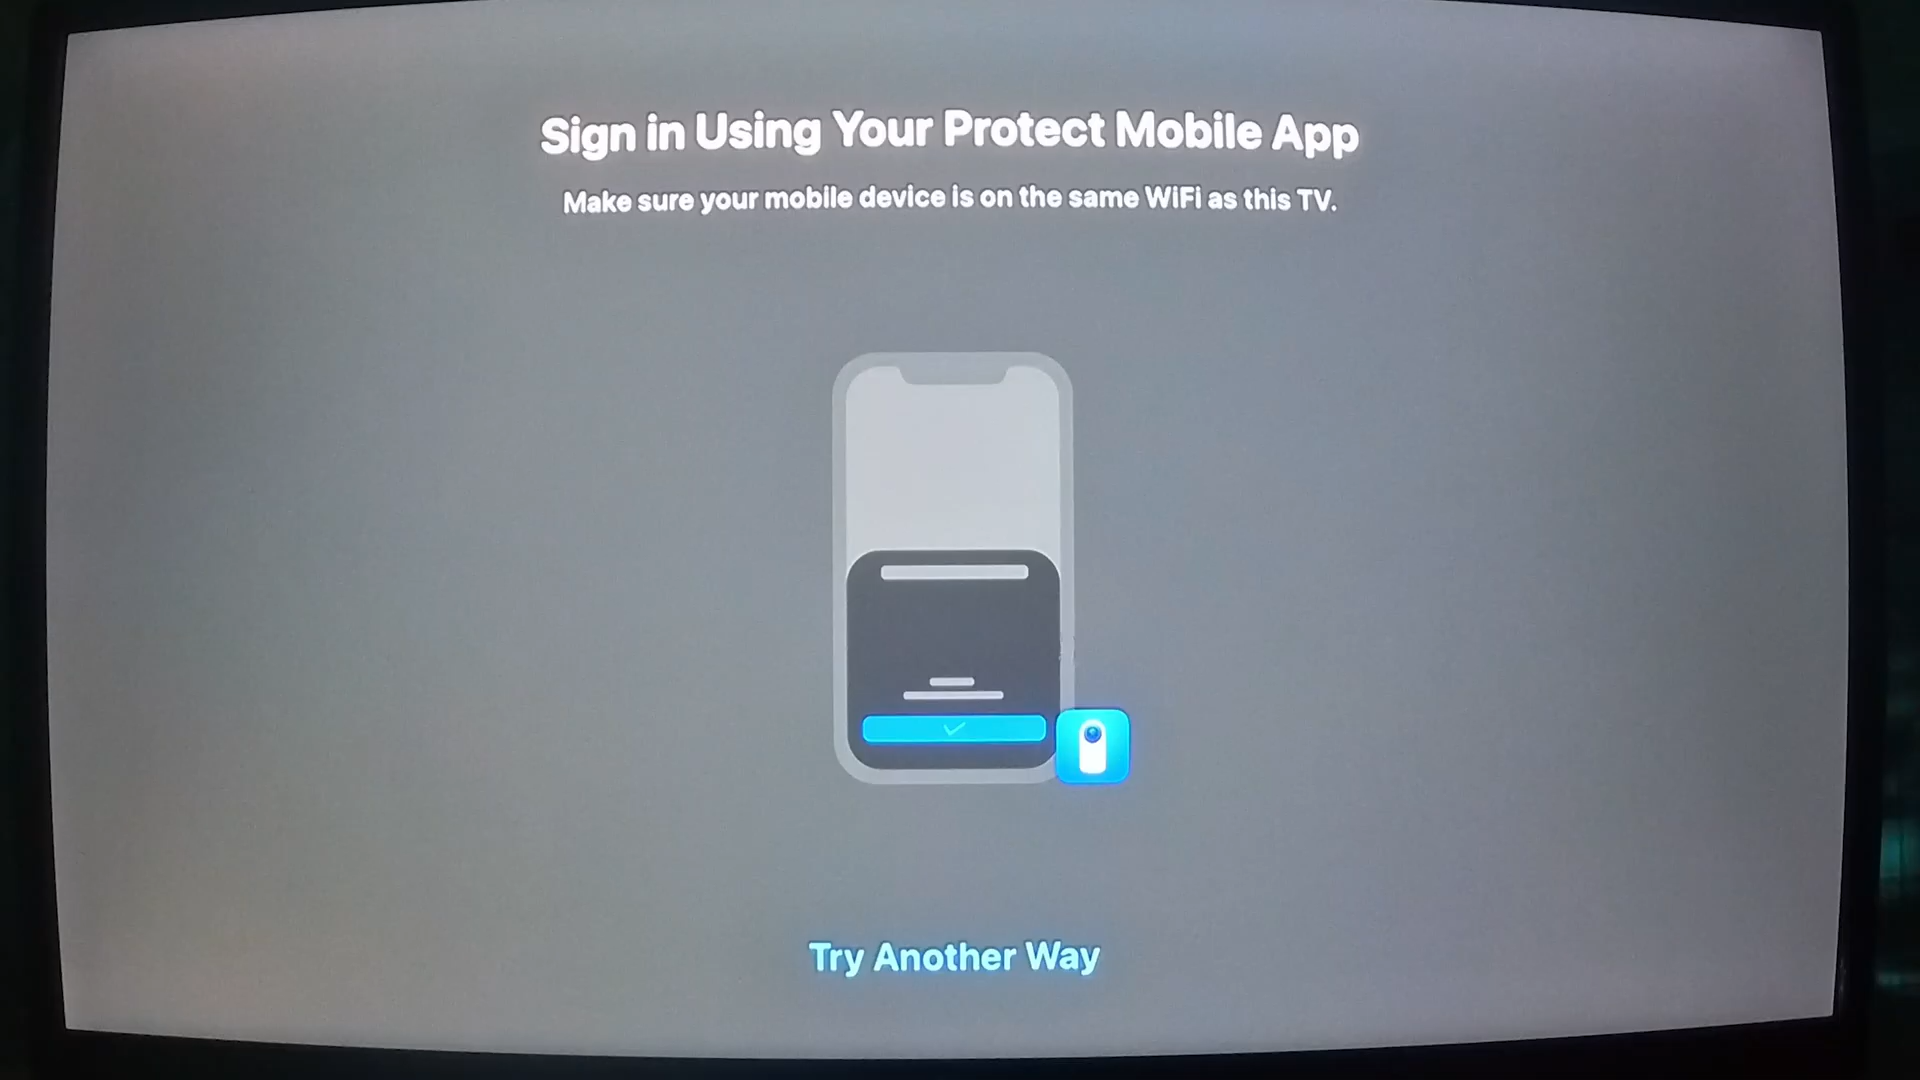 Sign in Using Your Protect Mobile App
Make sure your mobile device is on the same WiFi as this TV.
Try Another Way